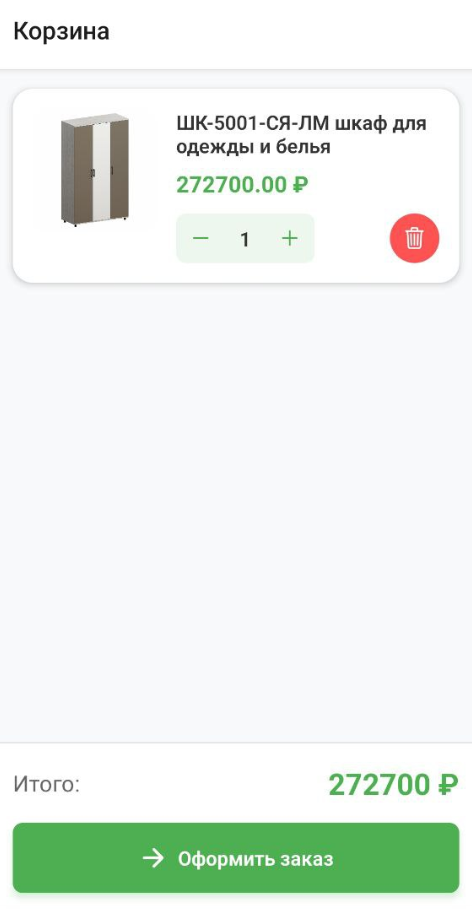 Корзина
ШК-5001-СЯ-ЛМ шкаф для
одежды и белья
272700.00 ₽
1
Итого:
272700 ₽
Оформить заказ